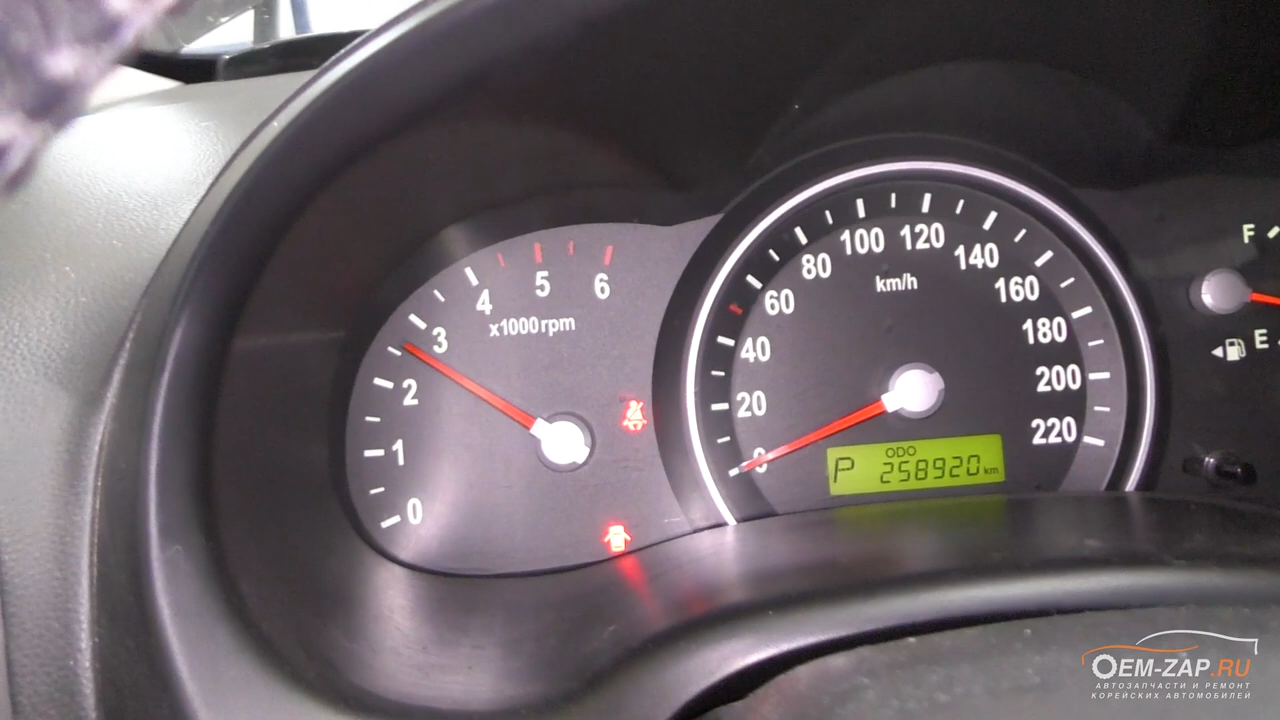 0
1
2
3
4
5
6
x1000rpm
0
20
40
60
80
100
120
140
160
180
200
220
km/h
ODO
P 258920 km
F
E
OEM-ZAP.RU
АВТОЗАПЧАСТИ И РЕМОНТ
КОРЕЙСКИХ АВТОМОБИЛЕЙ